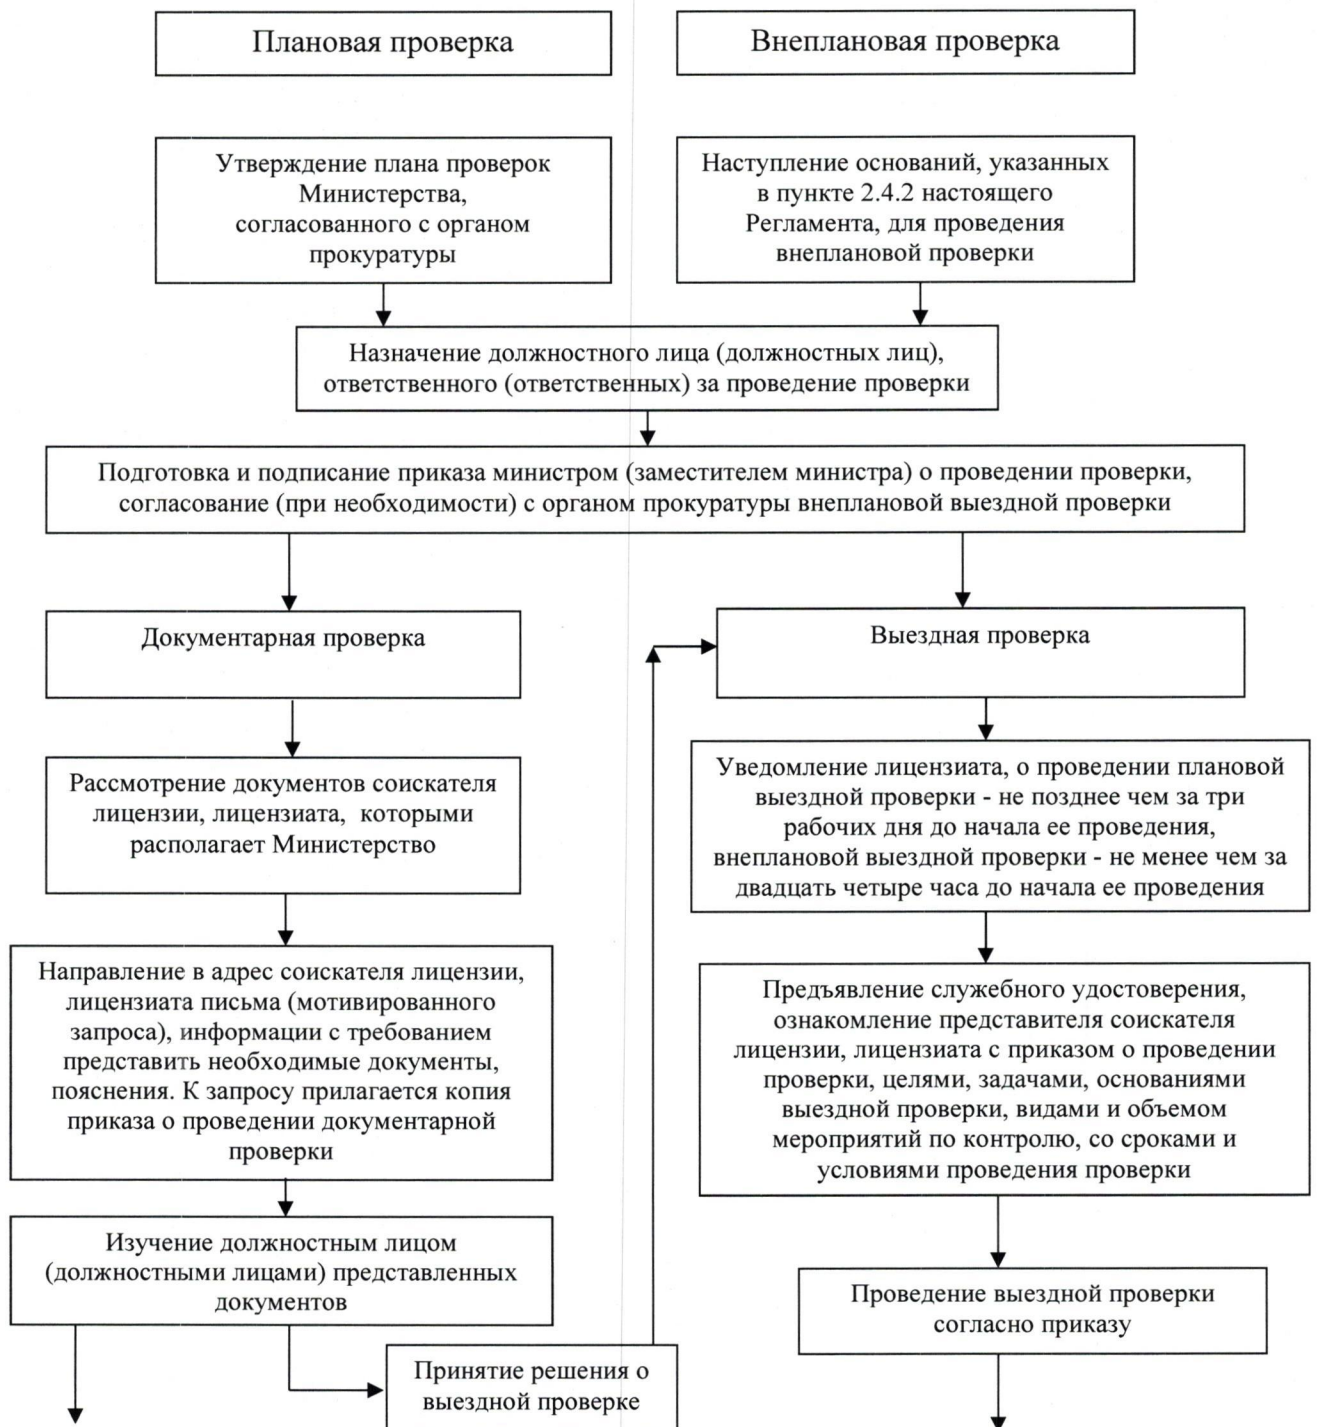 Плановая проверка
Внеплановая проверка
Утверждение плана проверок
Министерства,
согласованного с органом
прокуратуры
Наступление оснований, указанных
в пункте 2.4.2 настоящего
Регламента, для проведения
внеплановой проверки
Назначение должностного лица (должностных лиц),
ответственного (ответственных) за проведение проверки
Подготовка и подписание приказа министром (заместителем министра) о проведении проверки,
согласование (при необходимости) с органом прокуратуры внеплановой выездной проверки
Документарная проверка
Выездная проверка
Рассмотрение документов соискателя
лицензии, лицензиата, которыми
располагает Министерство
Уведомление лицензиата, о проведении плановой
выездной проверки - не позднее чем за три
рабочих дня до начала ее проведения,
внеплановой выездной проверки - не менее чем за
двадцать четыре часа до начала ее проведения
Направление в адрес соискателя лицензии,
лицензиата письма (мотивированного
запроса), информации с требованием
представить необходимые документы,
пояснения. К запросу прилагается копия
приказа о проведении документарной
проверки
Предъявление служебного удостоверения,
ознакомление представителя соискателя
лицензии, лицензиата с приказом о проведении
проверки, целями, задачами, основаниями
выездной проверки, видами и объемом
мероприятий по контролю, со сроками и
условиями проведения проверки
Изучение должностным лицом
(должностными лицами) представленных
документов
Проведение выездной проверки
согласно приказу
Принятие решения о
выездной проверке